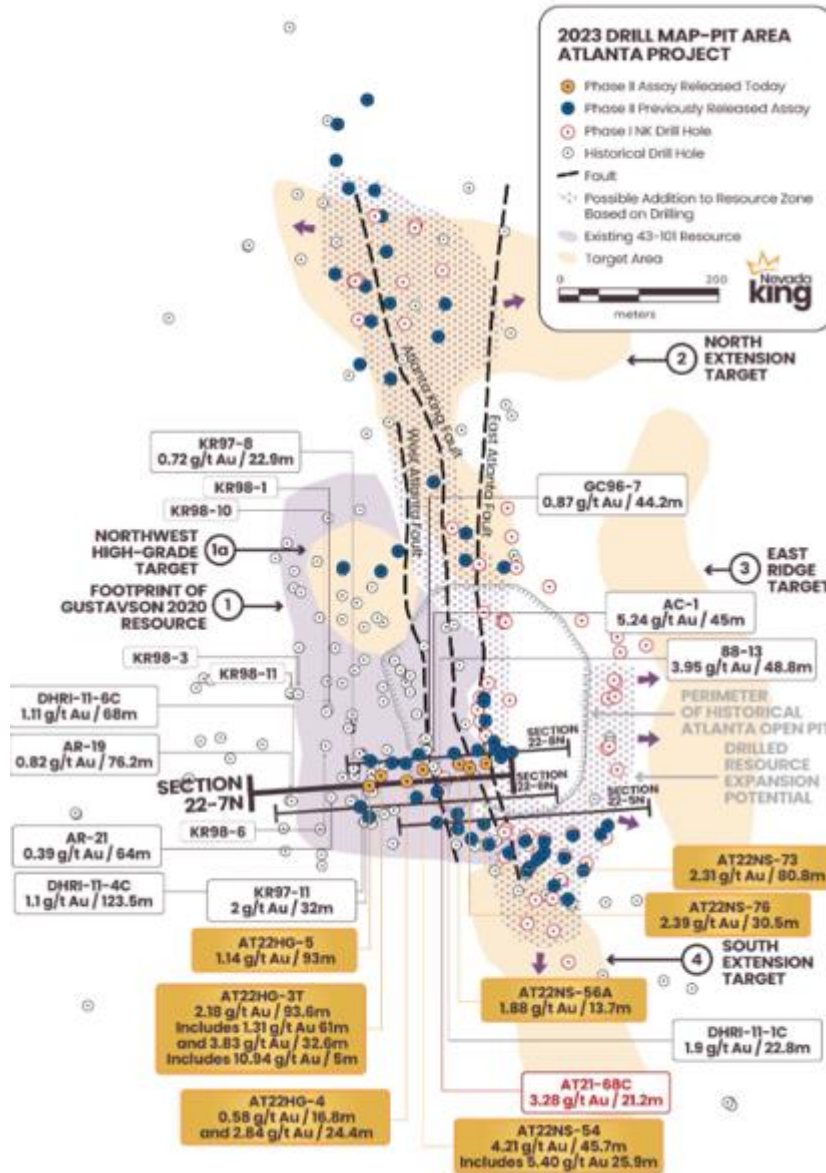 2023 DRILL MAP-PIT AREA
ATLANTA PROJECT
Phase II Assay Released Today
Phase II Previously Released Assay
Phase I NK Drill Hole
Historical Drill Hole
Fault
Possible Addition to Resource Zone
Based on Drilling
Existing 43-101 Resource
Target Area
0
200
meters
Nevada
king
2
NORTH
EXTENSION
TARGET
Atlanta King Fault
West Atlanta Fault
East Atlanta Fault
KR97-8
0.72 g/t Au / 22.9m
KR98-1
KR98-10
GC96-7
0.87 g/t Au / 44.2m
NORTHWEST
HIGH-GRADE
TARGET
1a
3
EAST
RIDGE
TARGET
FOOTPRINT OF
GUSTAVSON 2020
RESOURCE
1
AC-1
5.24 g/t Au / 45m
88-13
3.95 g/t Au / 48.8m
KR98-3
KR98-11
DHRI-11-6C
1.11 g/t Au / 68m
PERIMETER
OF HISTORICAL
ATLANTA OPEN PIT
AR-19
0.82 g/t Au / 76.2m
DRILLED
RESOURCE
EXPANSION
POTENTIAL
SECTION
22-8N
SECTION
22-7N
SECTION
22-6N
SECTION
22-5N
KR98-6
AR-21
0.39 g/t Au / 64m
DHRI-11-4C
1.1 g/t Au / 123.5m
KR97-11
2 g/t Au / 32m
AT22NS-73
2.31 g/t Au / 80.8m
AT22NS-76
2.39 g/t Au / 30.5m
AT22HG-5
1.14 g/t Au / 93m
4
SOUTH
EXTENSION
TARGET
AT22HG-3T
2.18 g/t Au / 93.6m
Includes 1.31 g/t Au 61m
and 3.83 g/t Au / 32.6m
Includes 10.94 g/t Au / 5m
AT22NS-56A
1.88 g/t Au / 13.7m
DHRI-11-1C
1.9 g/t Au / 22.8m
AT21-68C
3.28 g/t Au / 21.2m
AT22HG-4
0.58 g/t Au / 16.8m
and 2.84 g/t Au / 24.4m
AT22NS-54
4.21 g/t Au / 45.7m
Includes 5.40 g/t Au 25.9m